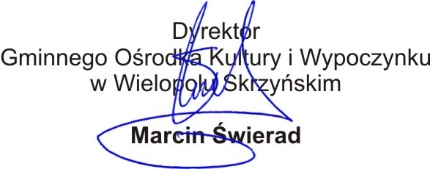 Dyrektor
Gminnego Ośrodka Kultury i Wypoczynku
w Wielopolu Skrzyńskim
Marcin Świerad